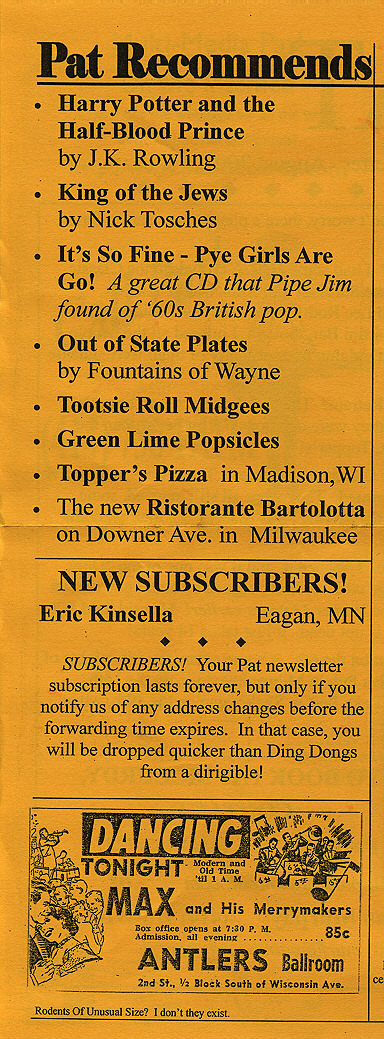 Pat Recommends
• Harry Potter and the
Half-Blood Prince
by J.K. Rowling
• King of the Jews
by Nick Tosches
• It's So Fine - Pye Girls Are
Go! A great CD that Pipe Jim
found of ‘60s British pop.
• Out of State Plates
by Fountains of Wayne
• Tootsie Roll Midgees
• Green Lime Popsicles
• Topper's Pizza in Madison,WI
• The new Ristorante Bartolotta
on Downer Ave. in Milwaukee
NEW SUBSCRIBERS!
Eric Kinsella Eagan, MN
◆ ◆ ◆
SUBSCRIBERS! Your Pat newsletter
subscription lasts forever, but only if you
notify us of any address changes before the
forwarding time expires. In that case, you
will be dropped quicker than Ding Dongs
from a dirigible!
DANCING
TONIGHT Modern and
Old Time
'til 1 A. M.
MAX and His Merrymakers
Box office opens at 7:30 P. M.
Admission, all evening ................ 85c
ANTLERS Ballroom
2nd St., ½ Block South of Wisconsin Ave.
Rodents Of Unusual Size? I don't they exist.